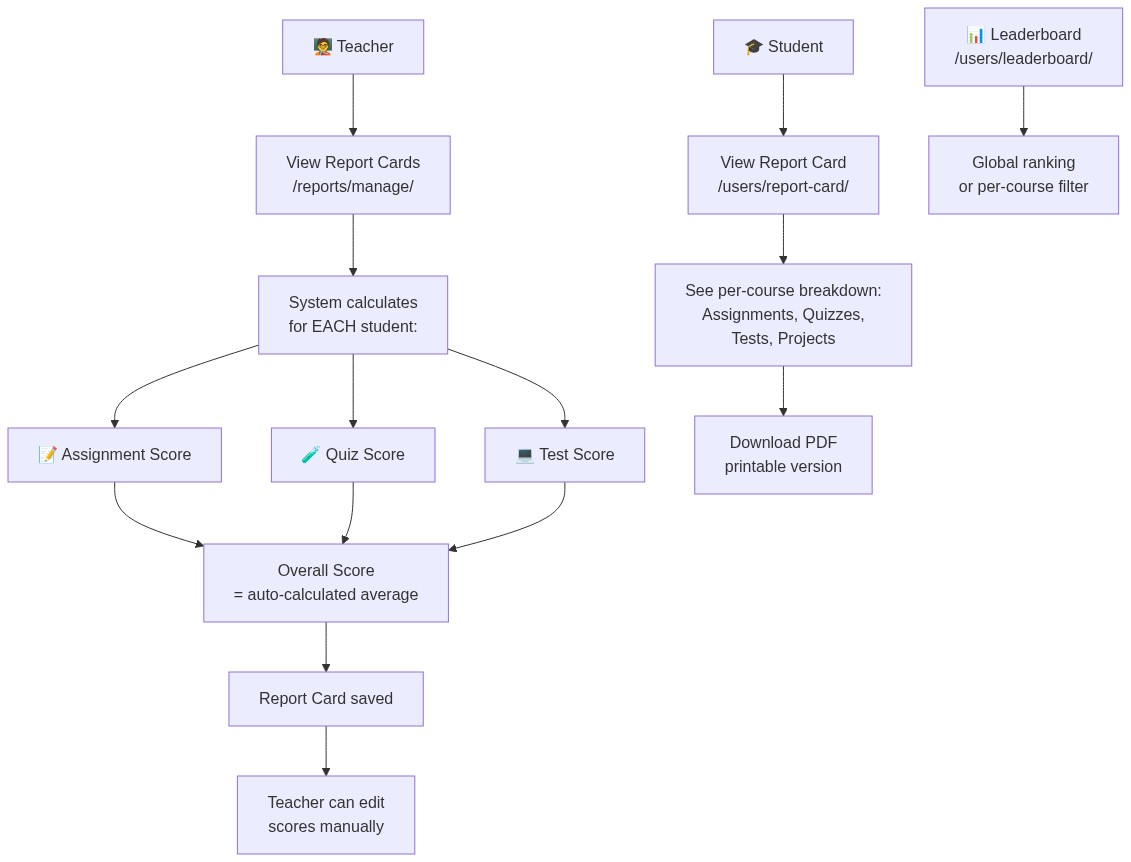 🧑‍🏫 Teacher
View Report Cards
/reports/manage/
System calculates
for EACH student:
📝 Assignment Score
🧪 Quiz Score
💻 Test Score
Overall Score
= auto-calculated average
Report Card saved
Teacher can edit
scores manually
🎓 Student
View Report Card
/users/report-card/
See per-course breakdown:
Assignments, Quizzes,
Tests, Projects
Download PDF
printable version
📊 Leaderboard
/users/leaderboard/
Global ranking
or per-course filter